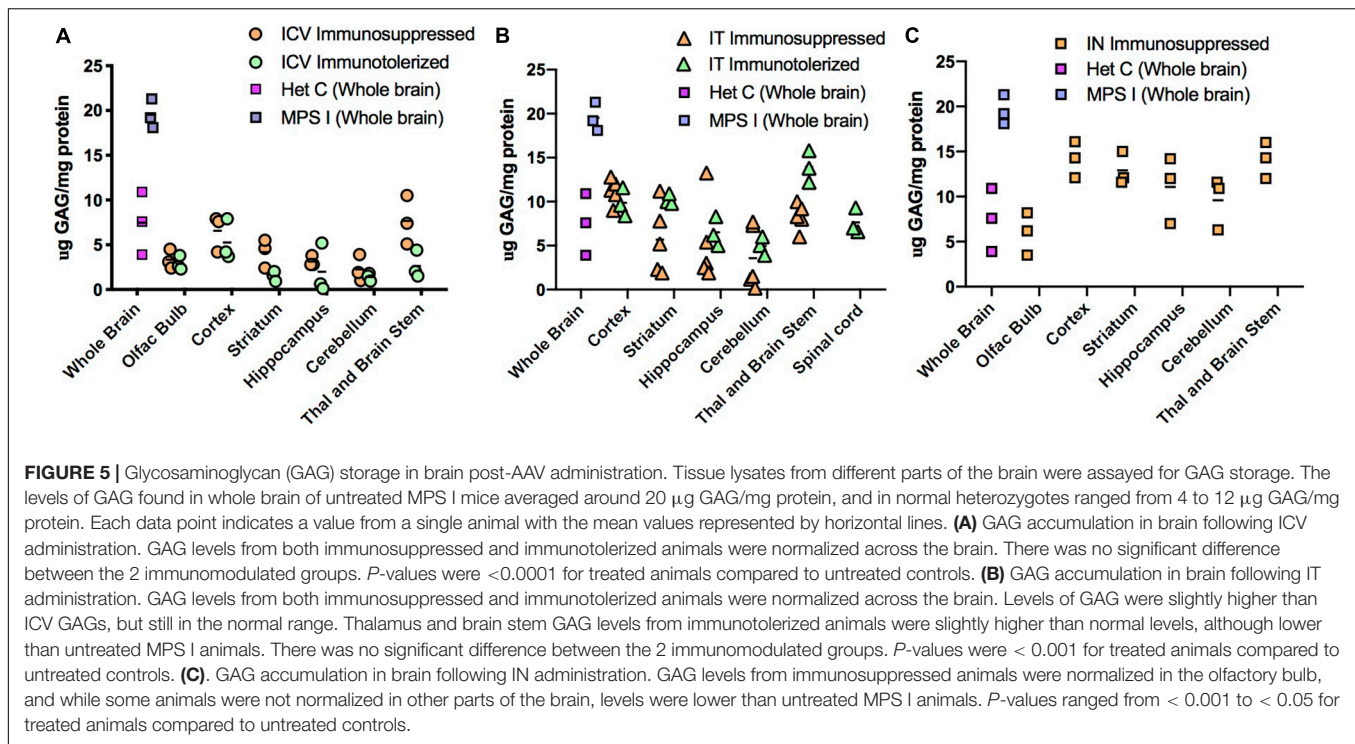 A
ICV Immunosuppressed
ICV Immunotolerized
Het C (Whole brain)
MPS I (Whole brain)
ug GAG/mg protein
25
20
15
10
5
0
Whole Brain
Olfac Bulb
Cortex
Striatum
Hippocampus
Cerebellum
Thal and Brain Stem
B
IT Immunosuppressed
IT Immunotolerized
Het C (Whole brain)
MPS I (Whole brain)
ug GAG/mg protein
25
20
15
10
5
0
Whole Brain
Cortex
Striatum
Hippocampus
Cerebellum
Thal and Brain Stem
Spinal cord
C
IN Immunosuppressed
Het C (Whole brain)
MPS I (Whole brain)
ug GAG/mg protein
25
20
15
10
5
0
Whole Brain
Olfac Bulb
Cortex
Striatum
Hippocampus
Cerebellum
Thal and Brain Stem
FIGURE 5 | Glycosaminoglycan (GAG) storage in brain post-AAV administration. Tissue lysates from different parts of the brain were assayed for GAG storage. The
levels of GAG found in whole brain of untreated MPS I mice averaged around 20 μg GAG/mg protein, and in normal heterozygotes ranged from 4 to 12 μg GAG/mg
protein. Each data point indicates a value from a single animal with the mean values represented by horizontal lines. (A) GAG accumulation in brain following ICV
administration. GAG levels from both immunosuppressed and immunotolerized animals were normalized across the brain. There was no significant difference
between the 2 immunomodulated groups. P-values were <0.0001 for treated animals compared to untreated controls. (B) GAG accumulation in brain following IT
administration. GAG levels from both immunosuppressed and immunotolerized animals were normalized across the brain. Levels of GAG were slightly higher than
ICV GAGs, but still in the normal range. Thalamus and brain stem GAG levels from immunotolerized animals were slightly higher than normal levels, although lower
than untreated MPS I animals. There was no significant difference between the 2 immunomodulated groups. P-values were < 0.001 for treated animals compared to
untreated controls. (C). GAG accumulation in brain following IN administration. GAG levels from immunosuppressed animals were normalized in the olfactory bulb,
and while some animals were not normalized in other parts of the brain, levels were lower than untreated MPS I animals. P-values ranged from < 0.001 to < 0.05 for
treated animals compared to untreated controls.